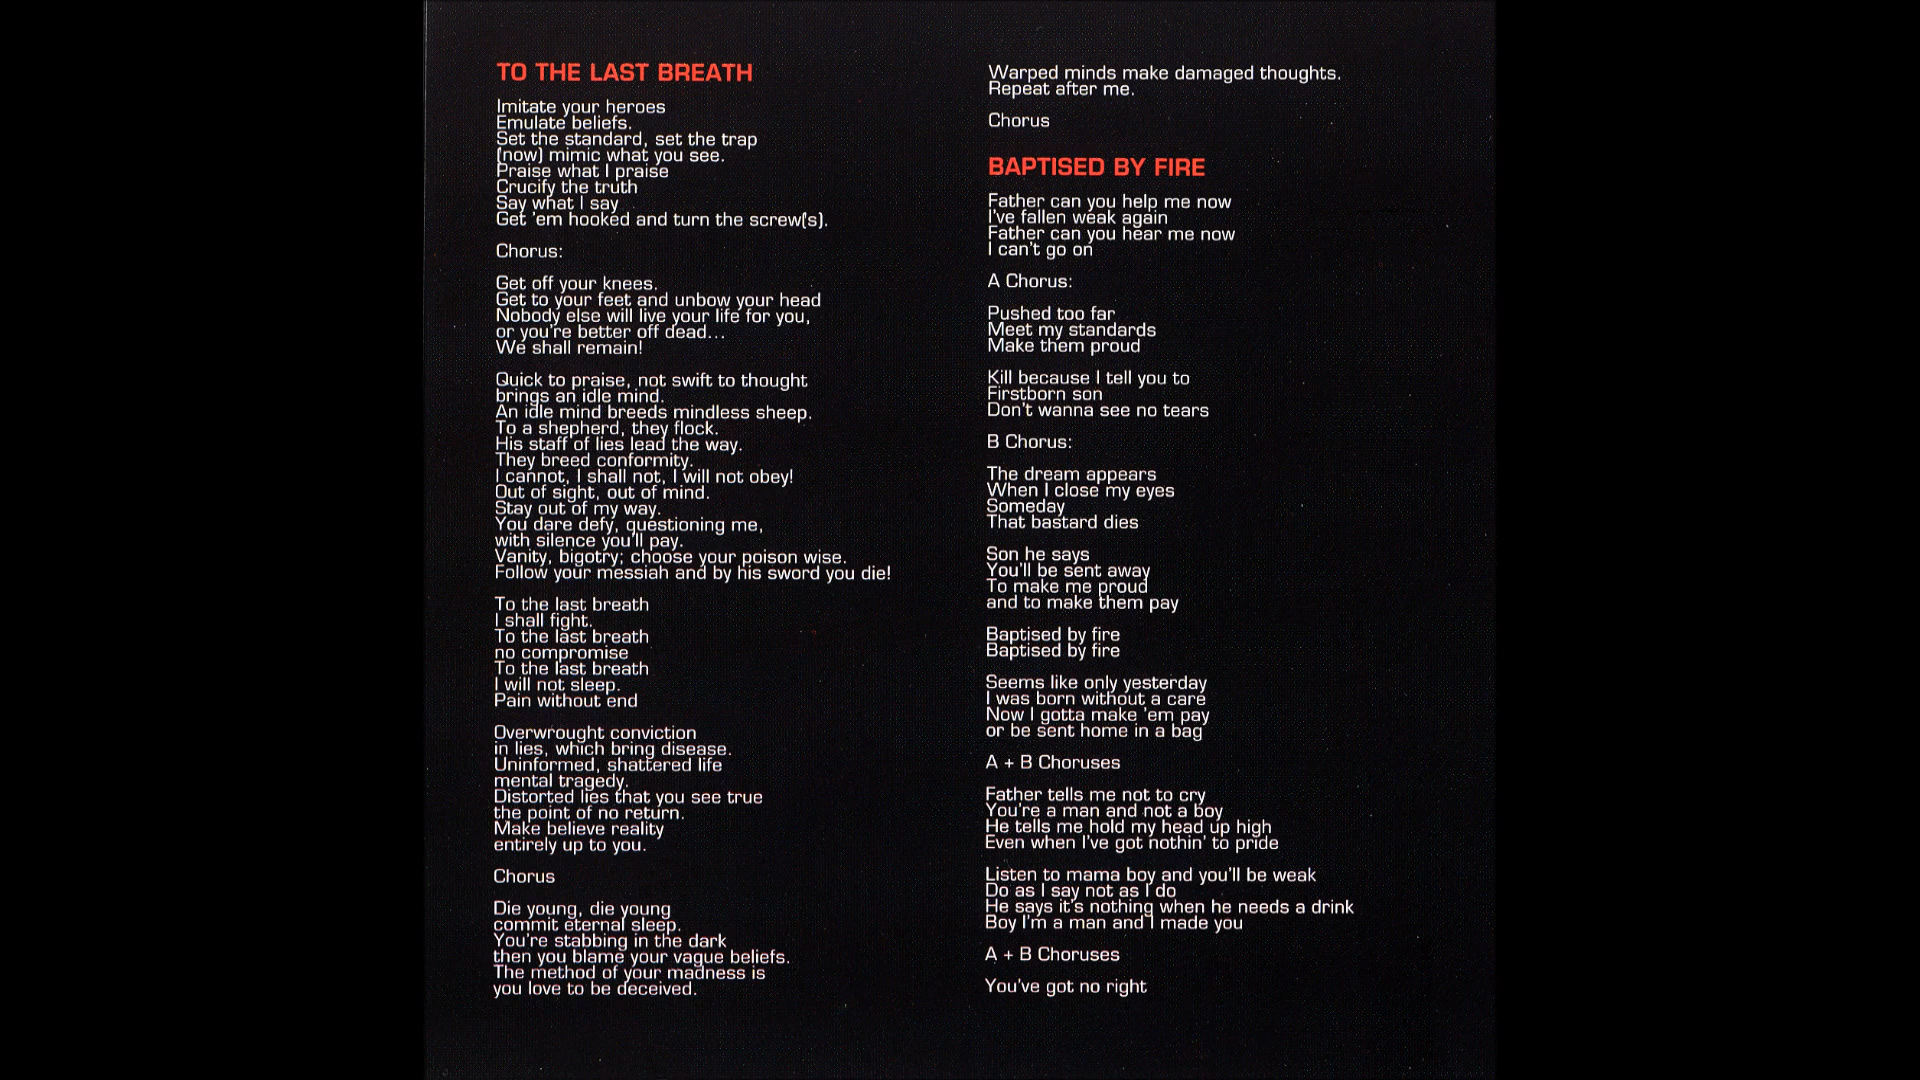 TO THE LAST BREATH
Imitate your heroes
Emulate beliefs.
Set the standard, set the trap
(now) mimic what you see.
Praise what I praise
Crucify the truth
Say what I say
Get 'em hooked and turn the screw(s).
Chorus:
Get off your knees.
Get to your feet and unbow your head
Nobody else will live your life for you,
or you're better off dead...
We shall remain!
Quick to praise, not swift to thought
brings an idle mind.
An idle mind breeds mindless sheep.
To a shepherd, they flock.
His staff of lies lead the way.
They breed conformity.
I cannot, I shall not, I will not obey!
Out of sight, out of mind.
Stay out of my way.
You dare defy, questioning me,
with silence you'll pay.
Vanity, bigotry; choose your poison wise.
Follow your messiah and by his sword you die!
To the last breath
I shall fight.
To the last breath
no compromise
To the last breath
I will not sleep.
Pain without end
Overwrought conviction
in lies, which bring disease.
Uninformed, shattered life
mental tragedy.
Distorted lies that you see true
the point of no return.
Make believe reality
entirely up to you.
Chorus
Die young, die young
commit eternal sleep.
You're stabbing in the dark
then you blame your vague beliefs.
The method of your madness is
you love to be deceived.
Warped minds make damaged thoughts.
Repeat after me.
Chorus
BAPTISED BY FIRE
Father can you help me now
I've fallen weak again
Father can you hear me now
I can't go on
A Chorus:
Pushed too far
Meet my standards
Make them proud
Kill because I tell you to
Firstborn son
Don't wanna see no tears
B Chorus:
The dream appears
When I close my eyes
Someday
That bastard dies
Son he says
You'll be sent away
To make me proud
and to make them pay
Baptised by fire
Baptised by fire
Seems like only yesterday
I was born without a care
Now I gotta make 'em pay
or be sent home in a bag
A + B Choruses
Father tells me not to cry
You're a man and not a boy
He tells me hold my head up high
Even when I've got nothin' to pride
Listen to mama boy and you'll be weak
Do as I say not as I do
He says it's nothing when he needs a drink
Boy I'm a man and I made you
A + B Choruses
You've got no right